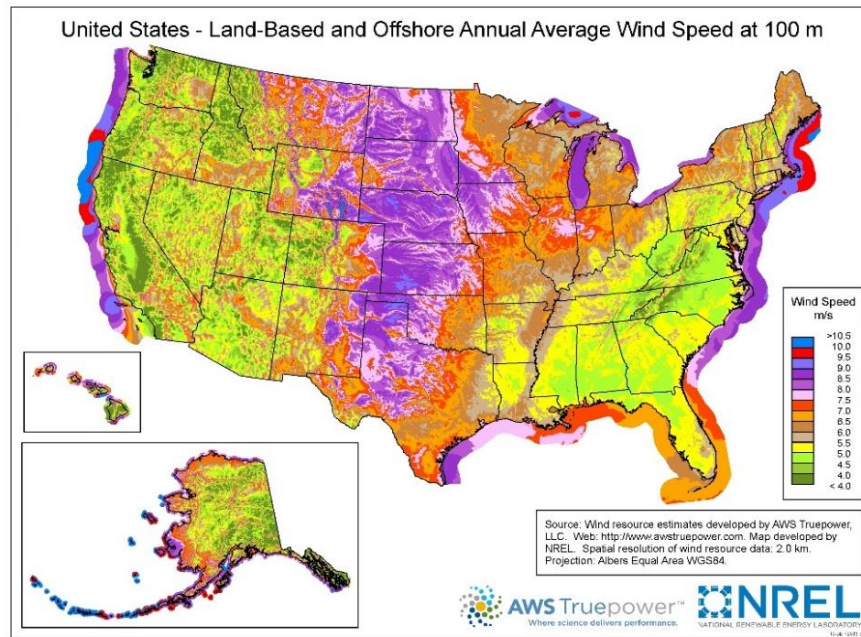 United States - Land-Based and Offshore Annual Average Wind Speed at 100 m
Wind Speed
m/s
>10.5
10.0
9.5
9.0
8.5
8.0
7.5
7.0
6.5
6.0
5.5
5.0
4.5
4.0
< 4.0
Source: Wind resource estimates developed by AWS Truepower,
LLC. Web: http://www.awstruepower.com. Map developed by
NREL. Spatial resolution of wind resource data: 2.0 km.
Projection: Albers Equal Area WGS84.
AWS Truepower™
Where science delivers performance.
NREL
NATIONAL RENEWABLE ENERGY LABORATORY